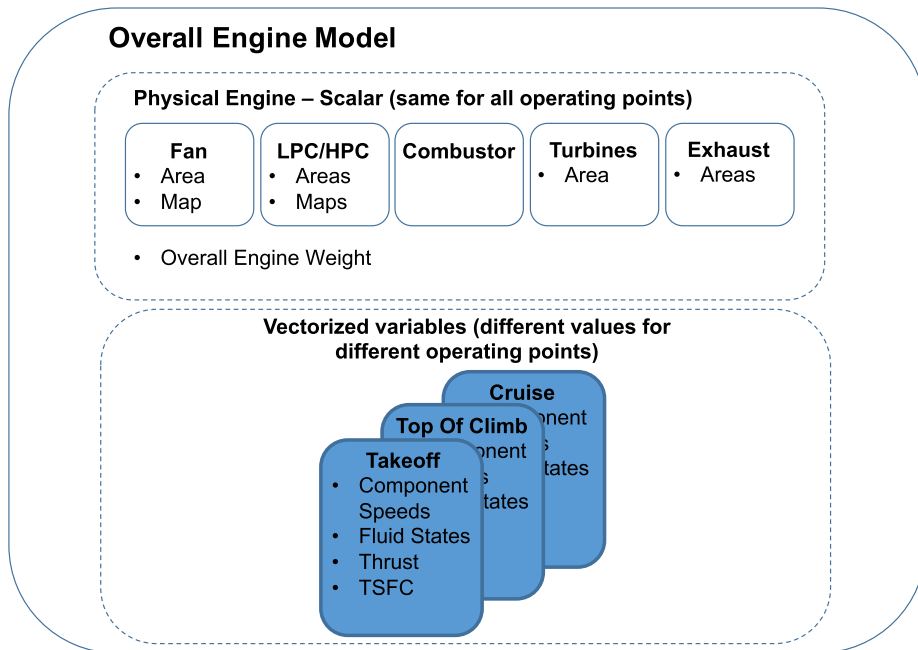 Overall Engine Model
Physical Engine – Scalar (same for all operating points)
Fan
• Area
• Map
LPC/HPC
• Areas
• Maps
Combustor
Turbines
• Area
Exhaust
• Areas
• Overall Engine Weight
Vectorized variables (different values for
different operating points)
Cruise
Top Of Climb
Takeoff
• Component
Speeds
• Fluid States
• Thrust
• TSFC